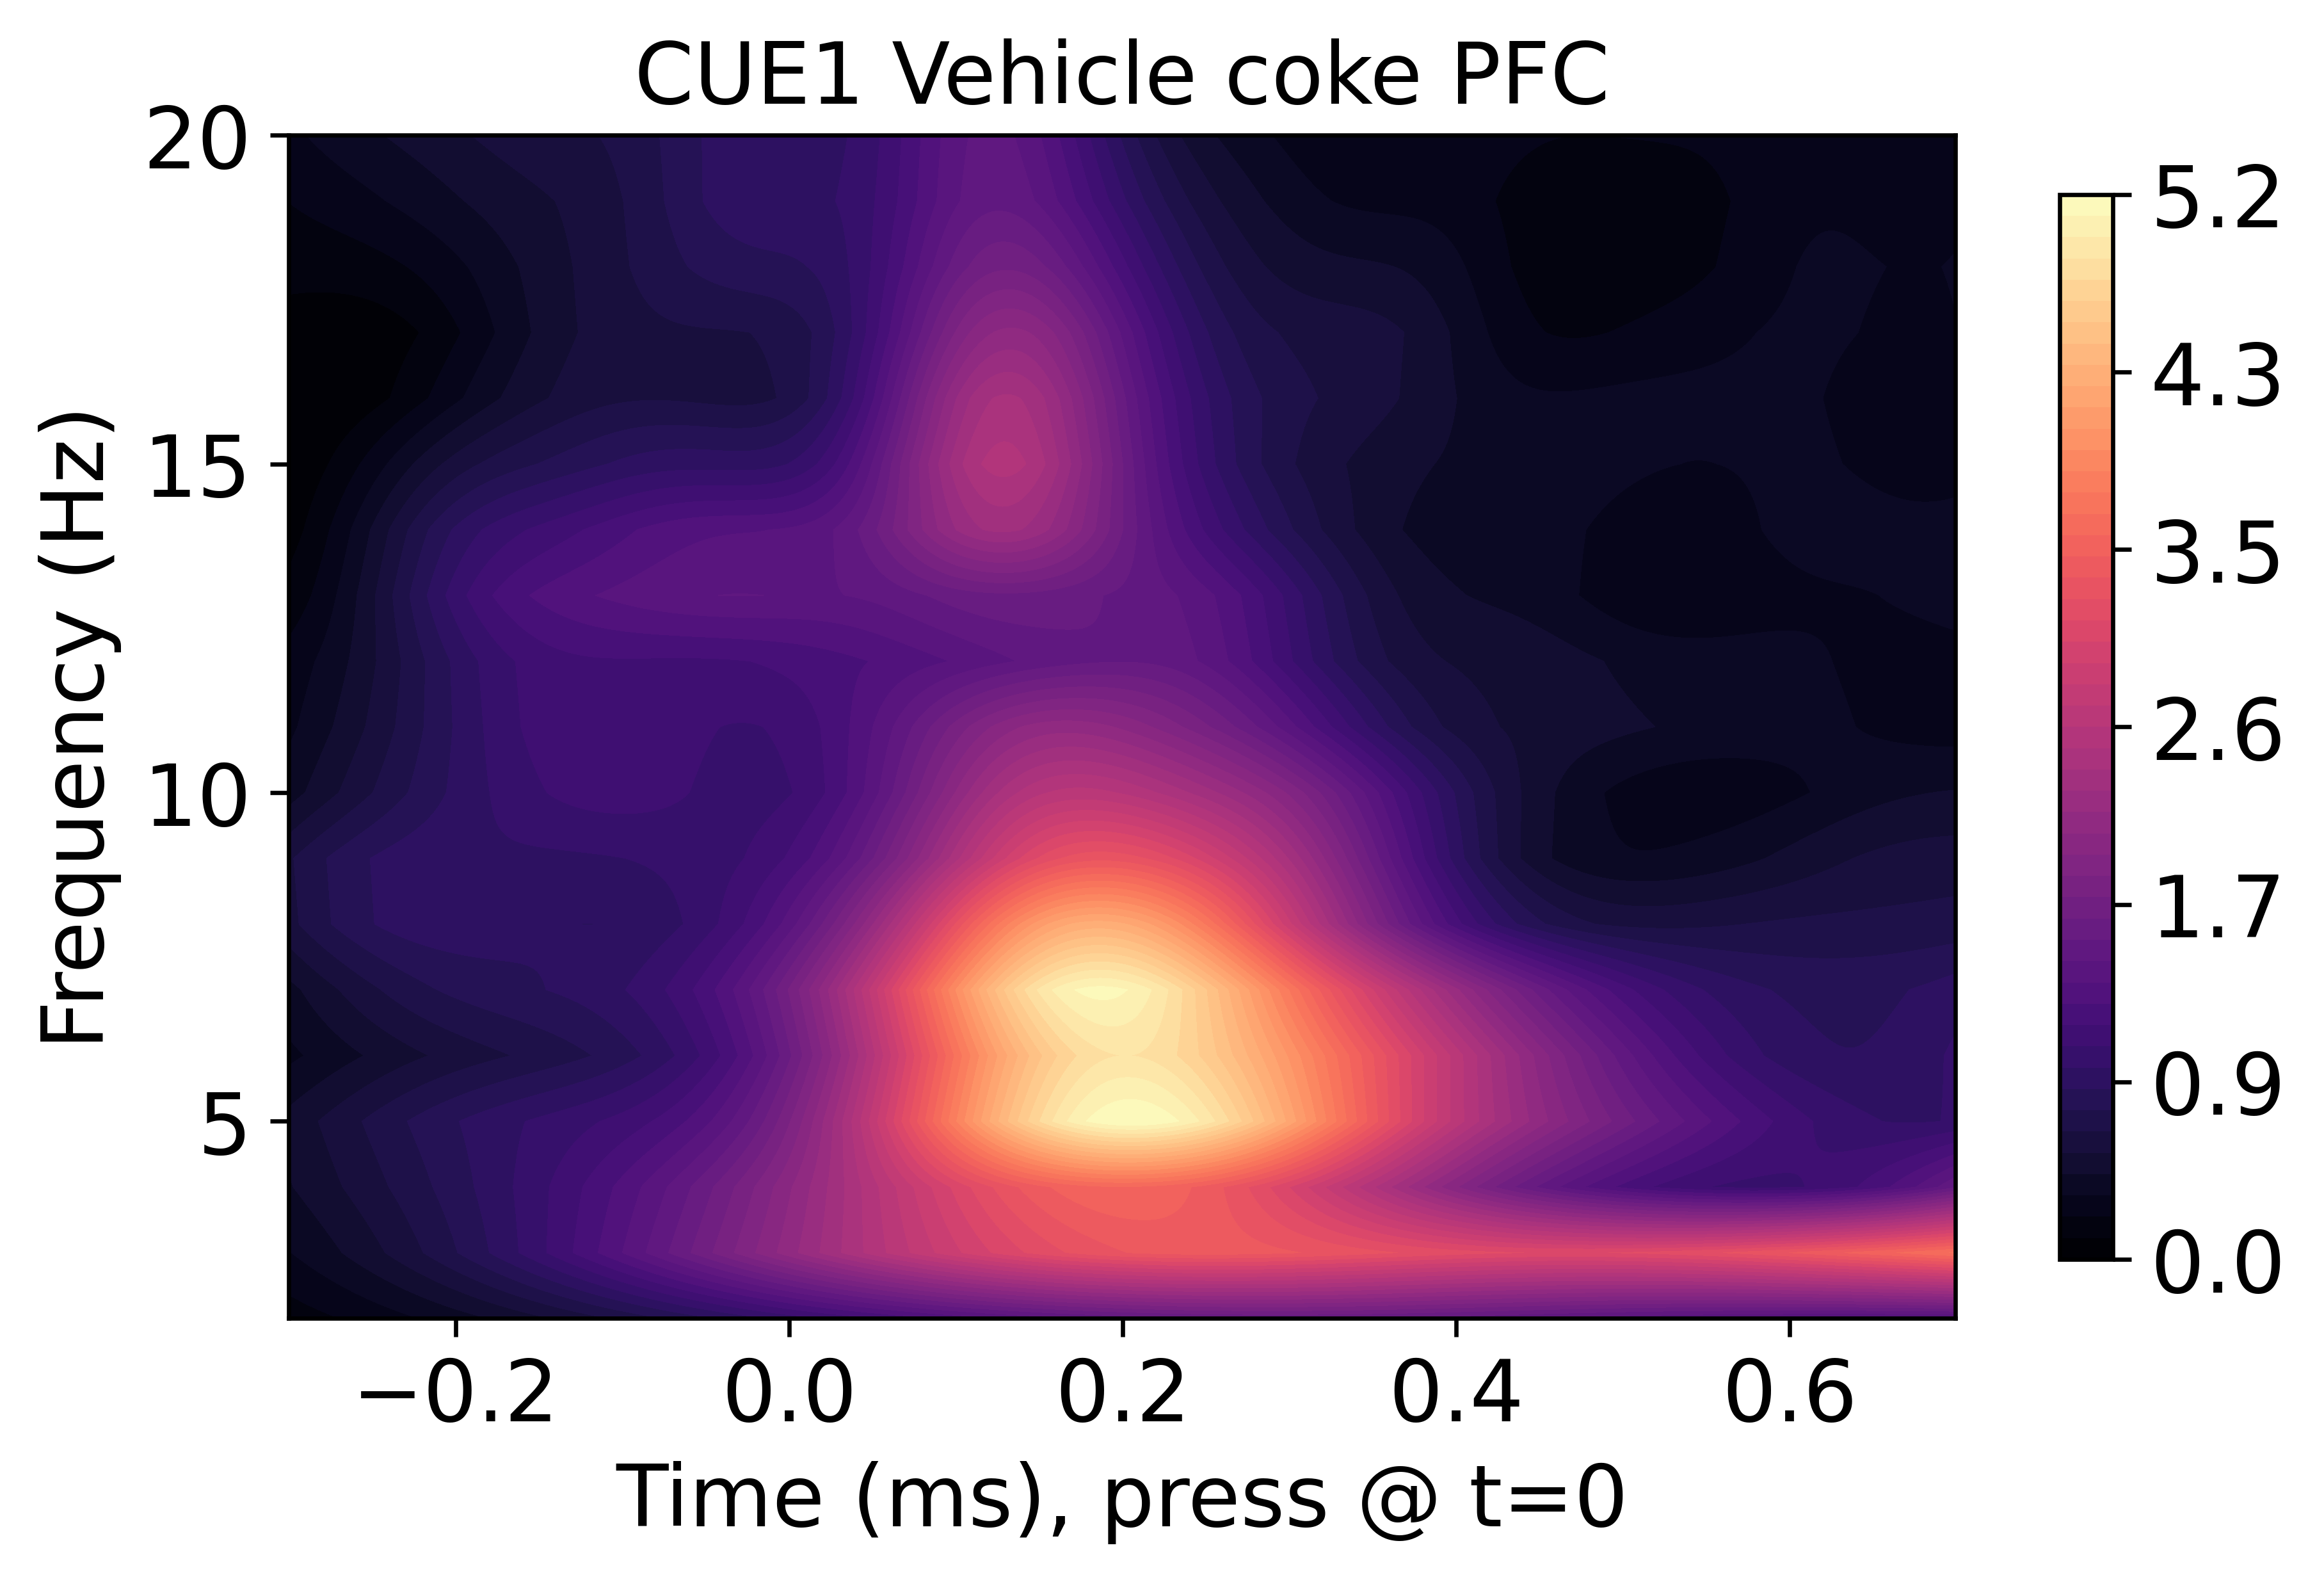 CUE1 Vehicle coke PFC
20
15
10
5
Frequency (Hz)
−0.2 0.0 0.2 0.4 0.6
Time (ms), press @ t=0
5.2
4.3
3.5
2.6
1.7
0.9
0.0